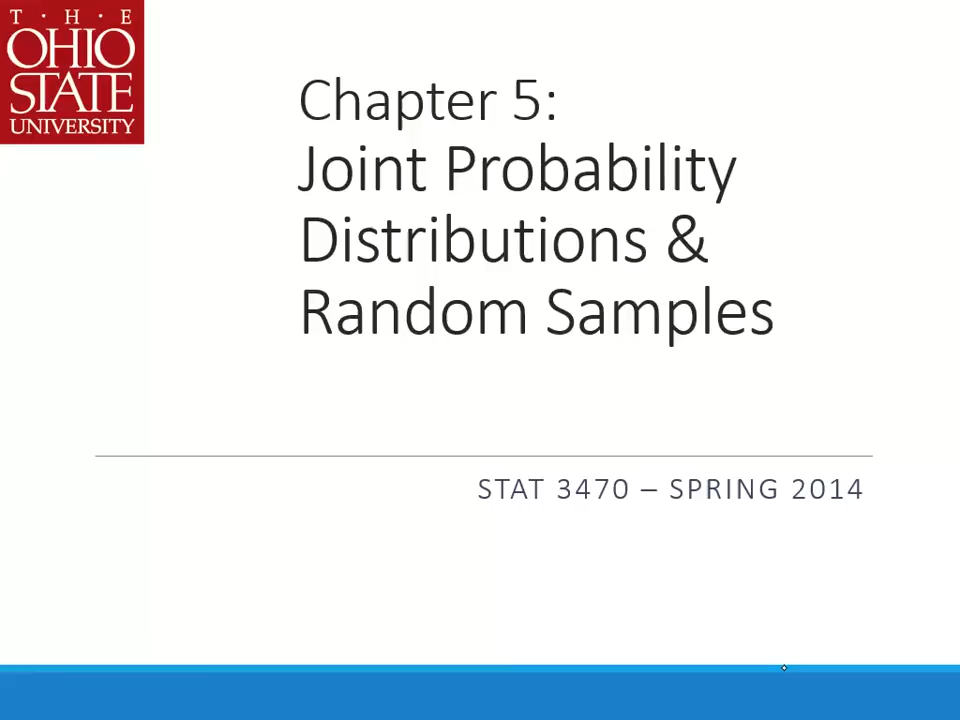 T · H · E
OHIO
STATE
UNIVERSITY
Chapter 5:
Joint Probability
Distributions &
Random Samples
STAT 3470 – SPRING 2014